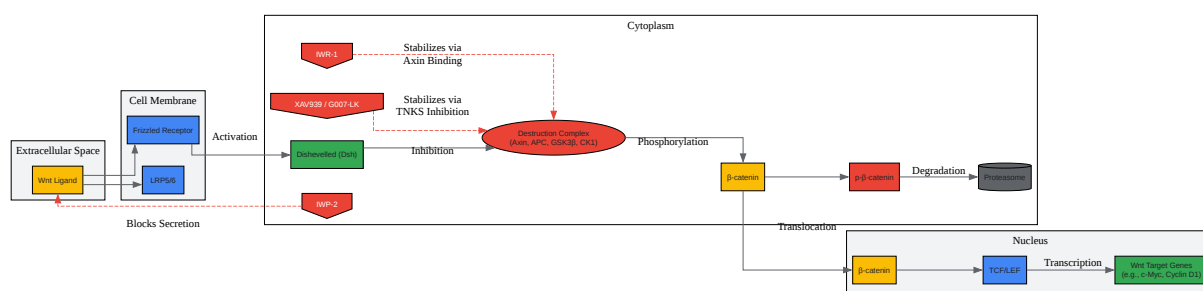 Cytoplasm
IWR-1
Stabilizes via
Axin Binding
XAV939 / G007-LK
Stabilizes via
TNKS Inhibition
Cell Membrane
Frizzled Receptor
Activation
Dishevelled (Dsh)
Inhibition
Destruction Complex
(Axin, APC, GSK3β, CK1)
Phosphorylation
Extracellular Space
Wnt Ligand
LRP5/6
β-catenin
p-β-catenin
Degradation
Proteasome
IWP-2
Blocks Secretion
Translocation
Nucleus
β-catenin
TCF/LEF
Transcription
Wnt Target Genes
(e.g., c-Myc, Cyclin D1)